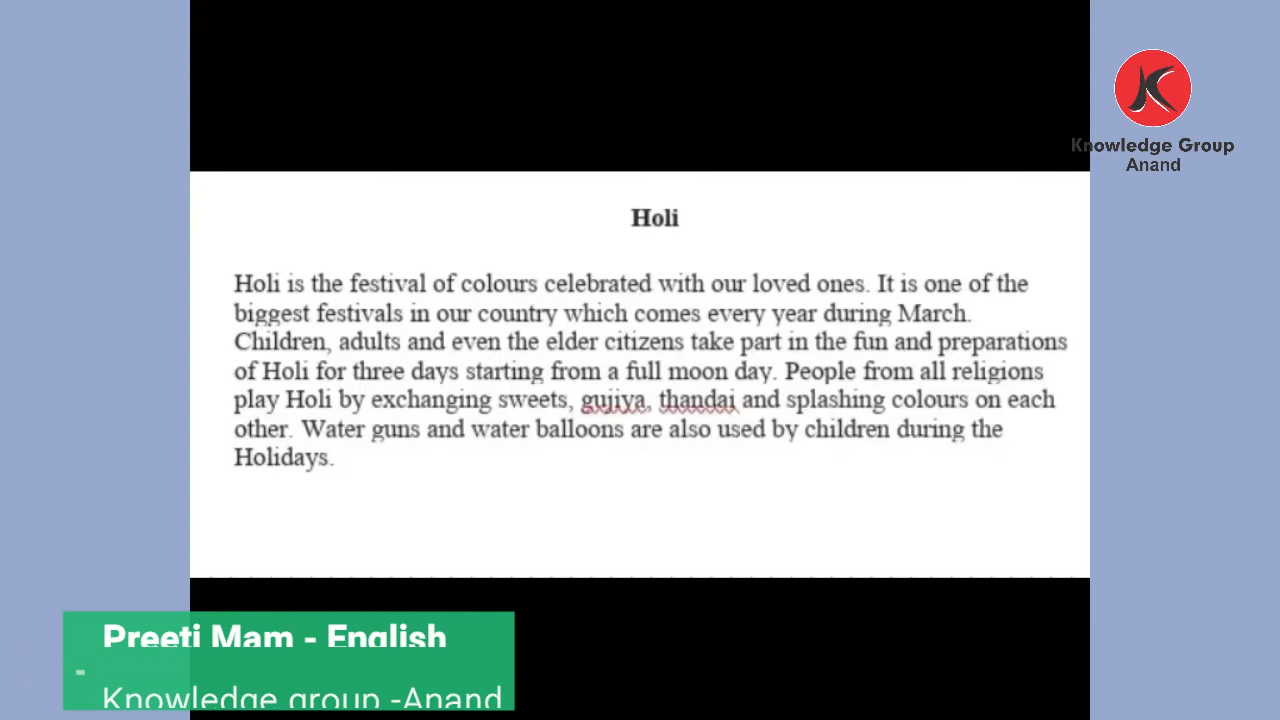 Knowledge Group
Anand
Holi
Holi is the festival of colours celebrated with our loved ones. It is one of the
biggest festivals in our country which comes every year during March.
Children, adults and even the elder citizens take part in the fun and preparations
of Holi for three days starting from a full moon day. People from all religions
play Holi by exchanging sweets, gujiya, thandai and splashing colours on each
other. Water guns and water balloons are also used by children during the
Holidays.
Preeti Mam - English
-
Knowledge group -Anand